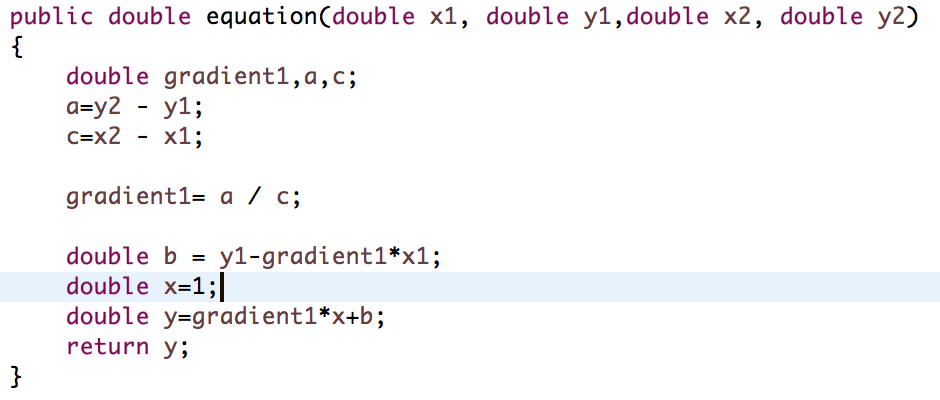 public double equation(double x1, double y1,double x2, double y2)
{
    double gradient1,a,c;
    a=y2 - y1;
    c=x2 - x1;

    gradient1= a / c;

    double b = y1-gradient1*x1;
    double x=1;
    double y=gradient1*x+b;
    return y;
}